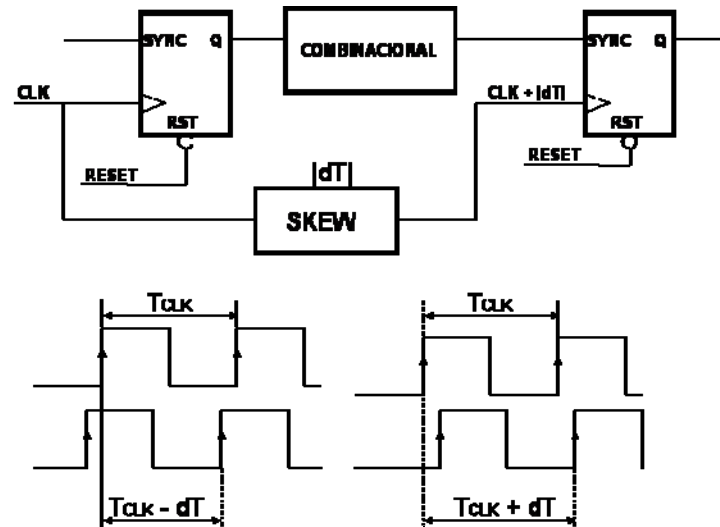 SYNC Q COMBINACIONAL SYNC Q
CLK CLK + |dT|
RST RST
RESET |dT| RESET
SKEW
TCLK TCLK
TCLK - dT TCLK + dT